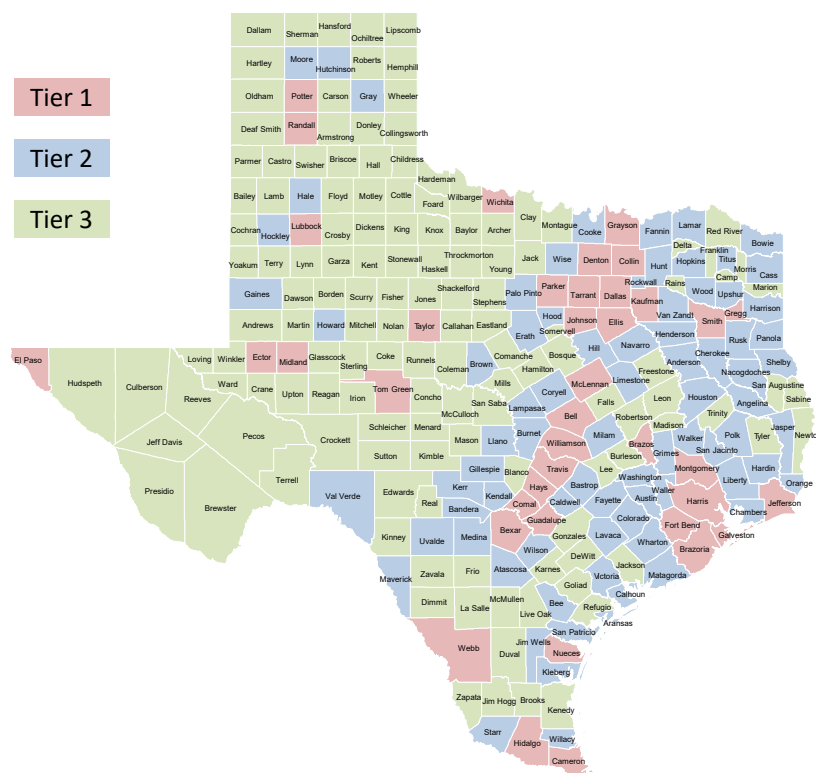 Tier 1
Tier 2
Tier 3
Dallam Sherman Hansford Ochiltree Lipscomb
Hartley Moore Hutchinson Roberts Hemphill
Oldham Potter Carson Gray Wheeler
Deaf Smith Randall Armstrong Donley Collingsworth
Parmer Castro Swisher Briscoe Hall Childress
Hardeman
Bailey Lamb Hale Floyd Motley Cottle Foard Wilbarger Wichita
Clay Montague Cooke Grayson Fannin Lamar Red River Bowie
Cochran Hockley Lubbock Crosby Dickens King Knox Baylor Archer
Jack Wise Denton Collin Hunt Delta Hopkins Franklin Titus Morris Cass
Rockwall Rains Wood Camp Upshur Marion
Yoakum Terry Lynn Garza Kent Stonewall Haskell Throckmorton Young
Palo Pinto Parker Tarrant Dallas Kaufman Van Zandt Smith Gregg Harrison
Gaines Dawson Borden Scurry Fisher Jones Shackelford Stephens
Hood Johnson Ellis Henderson Rusk Panola
Andrews Martin Howard Mitchell Nolan Taylor Callahan Eastland Erath Somervell
Hill Navarro Anderson Cherokee Nacogdoches Shelby
El Paso Hudspeth Culberson Reeves Loving Winkler Ector Midland Glasscock Sterling Coke Runnels Coleman Brown Comanche Hamilton Bosque
McLennan Limestone Freestone Houston Angelina San Augustine Sabine
Ward Crane Upton Reagan Irion Tom Green Concho McCulloch San Saba Mills Lampasas Coryell
Falls Leon Trinity
Bell Robertson Madison Walker Polk Tyler Jasper Newto
Jeff Davis Pecos Crockett Schleicher Menard Mason Llano Burnet Williamson Milam Brazos Grimes San Jacinto
Sutton Kimble Gillespie Blanco Travis Lee Burleson Washington Montgomery Liberty Hardin Orange
Presidio Brewster Terrell Val Verde Edwards Kerr Kendall Hays Bastrop Fayette Austin Waller Harris Chambers Jefferson
Real Bandera Comal Caldwell Colorado Fort Bend Galveston
Kinney Uvalde Medina Bexar Guadalupe Gonzales Lavaca Wharton Brazoria
Maverick Zavala Frio Atascosa Wilson Karnes DeWitt Jackson Matagorda
Goliad Victoria Calhoun
Dimmit La Salle McMullen Live Oak Bee Refugio Aransas
San Patricio
Webb Duval Jim Wells Nueces
Kleberg
Zapata Jim Hogg Brooks Kenedy
Starr Hidalgo Willacy
Cameron